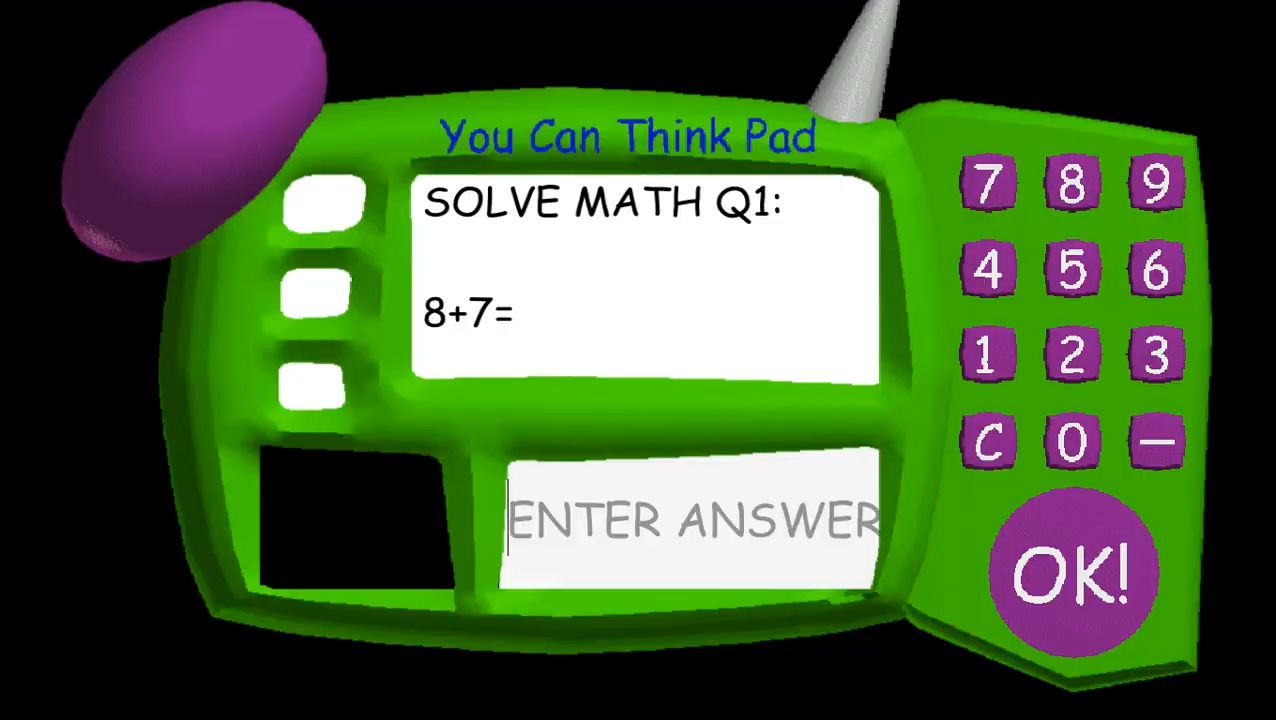 You Can Think Pad
SOLVE MATH Q1:
8+7=
ENTER ANSWER
7 8 9
4 5 6
1 2 3
C 0 —
OK!